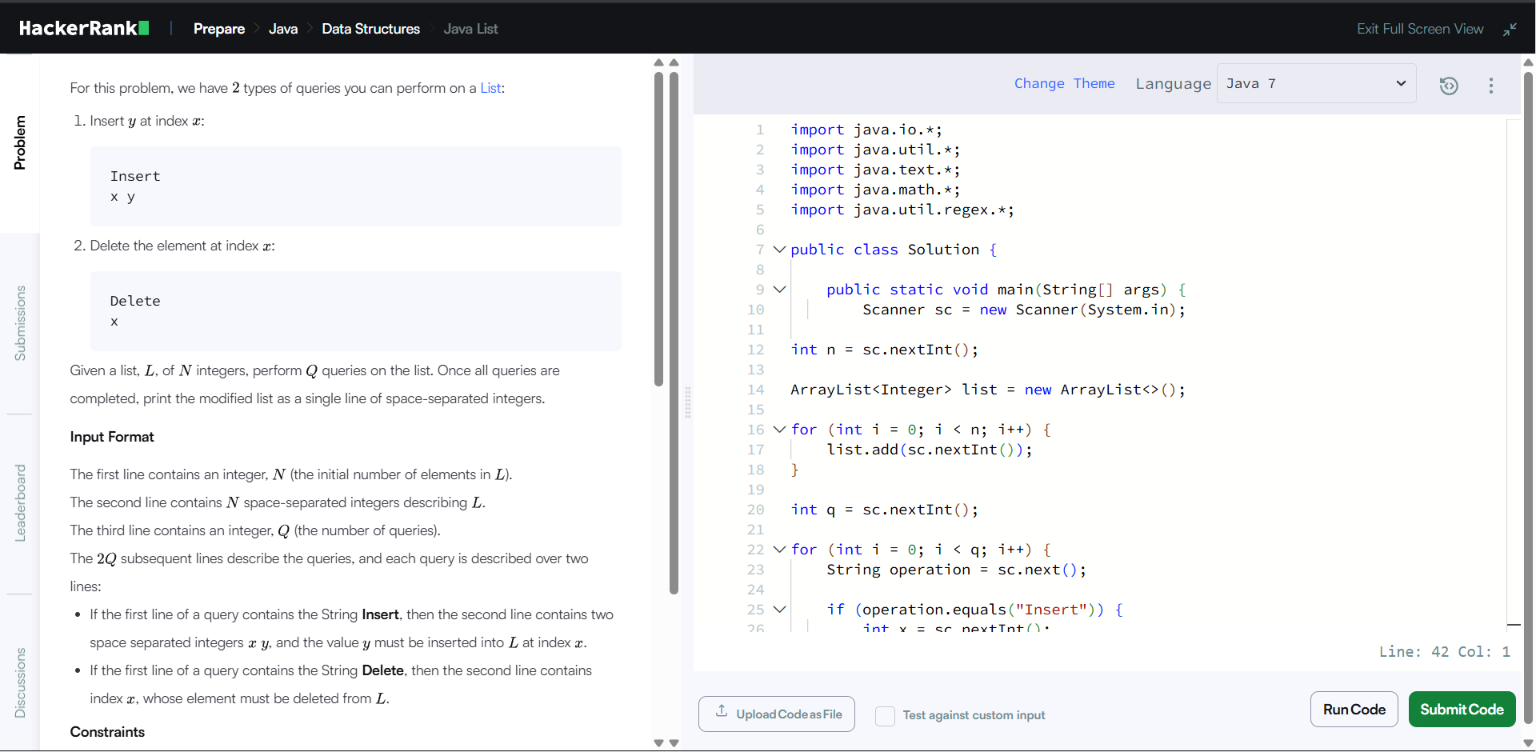 HackerRank | Prepare > Java > Data Structures > Java List Exit Full Screen View
Problem
Submissions
Leaderboard
Discussions
For this problem, we have 2 types of queries you can perform on a List:
1. Insert y at index x:
Insert
x y
2. Delete the element at index x:
Delete
x
Given a list, L, of N integers, perform Q queries on the list. Once all queries are
completed, print the modified list as a single line of space-separated integers.
Input Format
The first line contains an integer, N (the initial number of elements in L).
The second line contains N space-separated integers describing L.
The third line contains an integer, Q (the number of queries).
The 2Q subsequent lines describe the queries, and each query is described over two
lines:
• If the first line of a query contains the String Insert, then the second line contains two
space separated integers x y, and the value y must be inserted into L at index x.
• If the first line of a query contains the String Delete, then the second line contains
index x, whose element must be deleted from L.
Constraints
Change Theme Language Java 7
1 import java.io.*;
2 import java.util.*;
3 import java.text.*;
4 import java.math.*;
5 import java.util.regex.*;
6
7 public class Solution {
8
9 public static void main(String[] args) {
10 Scanner sc = new Scanner(System.in);
11
12 int n = sc.nextInt();
13
14 ArrayList<Integer> list = new ArrayList<>();
15
16 for (int i = 0; i < n; i++) {
17 list.add(sc.nextInt());
18 }
19
20 int q = sc.nextInt();
21
22 for (int i = 0; i < q; i++) {
23 String operation = sc.next();
24
25 if (operation.equals("Insert")) {
26 int x = sc.nextInt();
Line: 42 Col: 1
Upload Code as File Test against custom input Run Code Submit Code